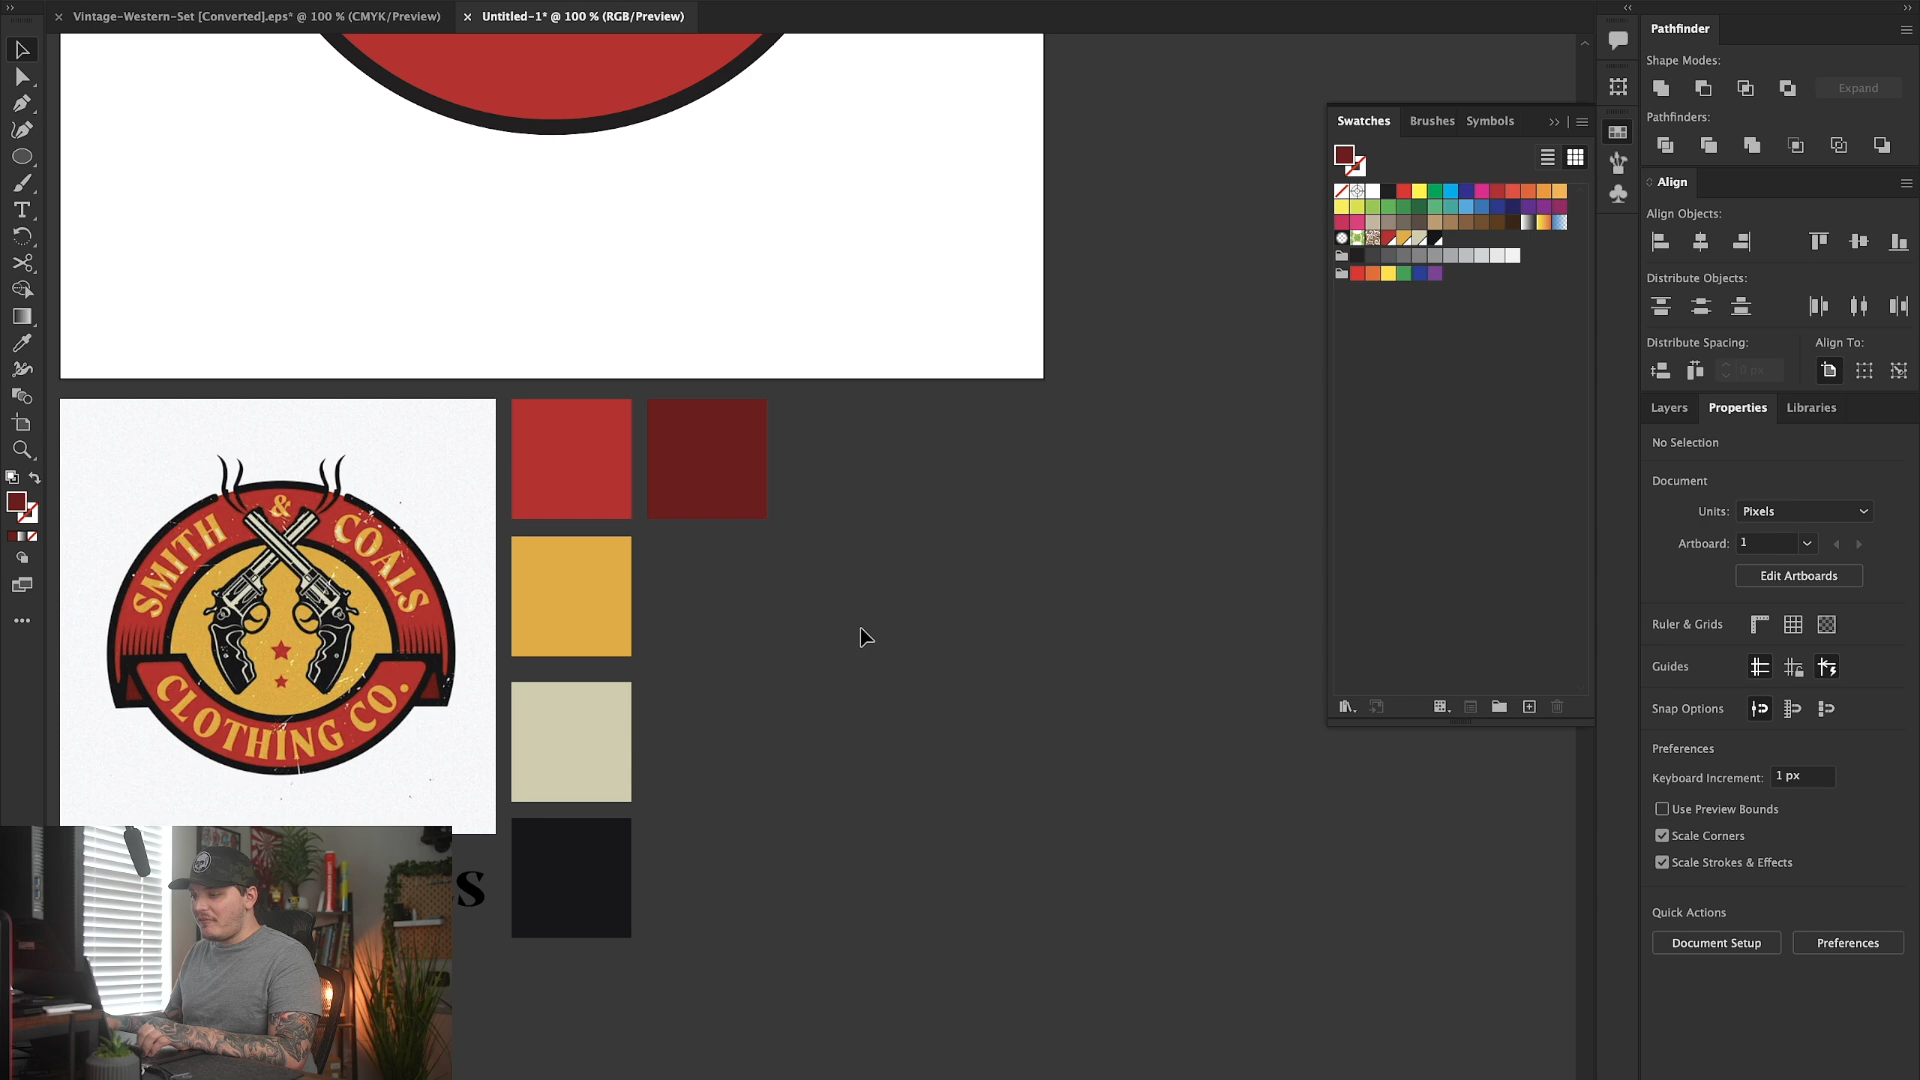 Vintage-Western-Set [Converted].eps* @ 100 % (CMYK/Preview)
Untitled-1* @ 100 % (RGB/Preview)
Pathfinder
Shape Modes:
Expand
Pathfinders:
Swatches
Brushes
Symbols
Align
Align Objects:
Distribute Objects:
Distribute Spacing:
Align To:
0 px
Layers
Properties
Libraries
No Selection
Document
Units:
Pixels
Artboard:
1
Edit Artboards
Ruler & Grids
Guides
Snap Options
Preferences
Keyboard Increment:
1 px
Use Preview Bounds
Scale Corners
Scale Strokes & Effects
Quick Actions
Document Setup
Preferences
SMITH & COALS
CLOTHING CO.
s